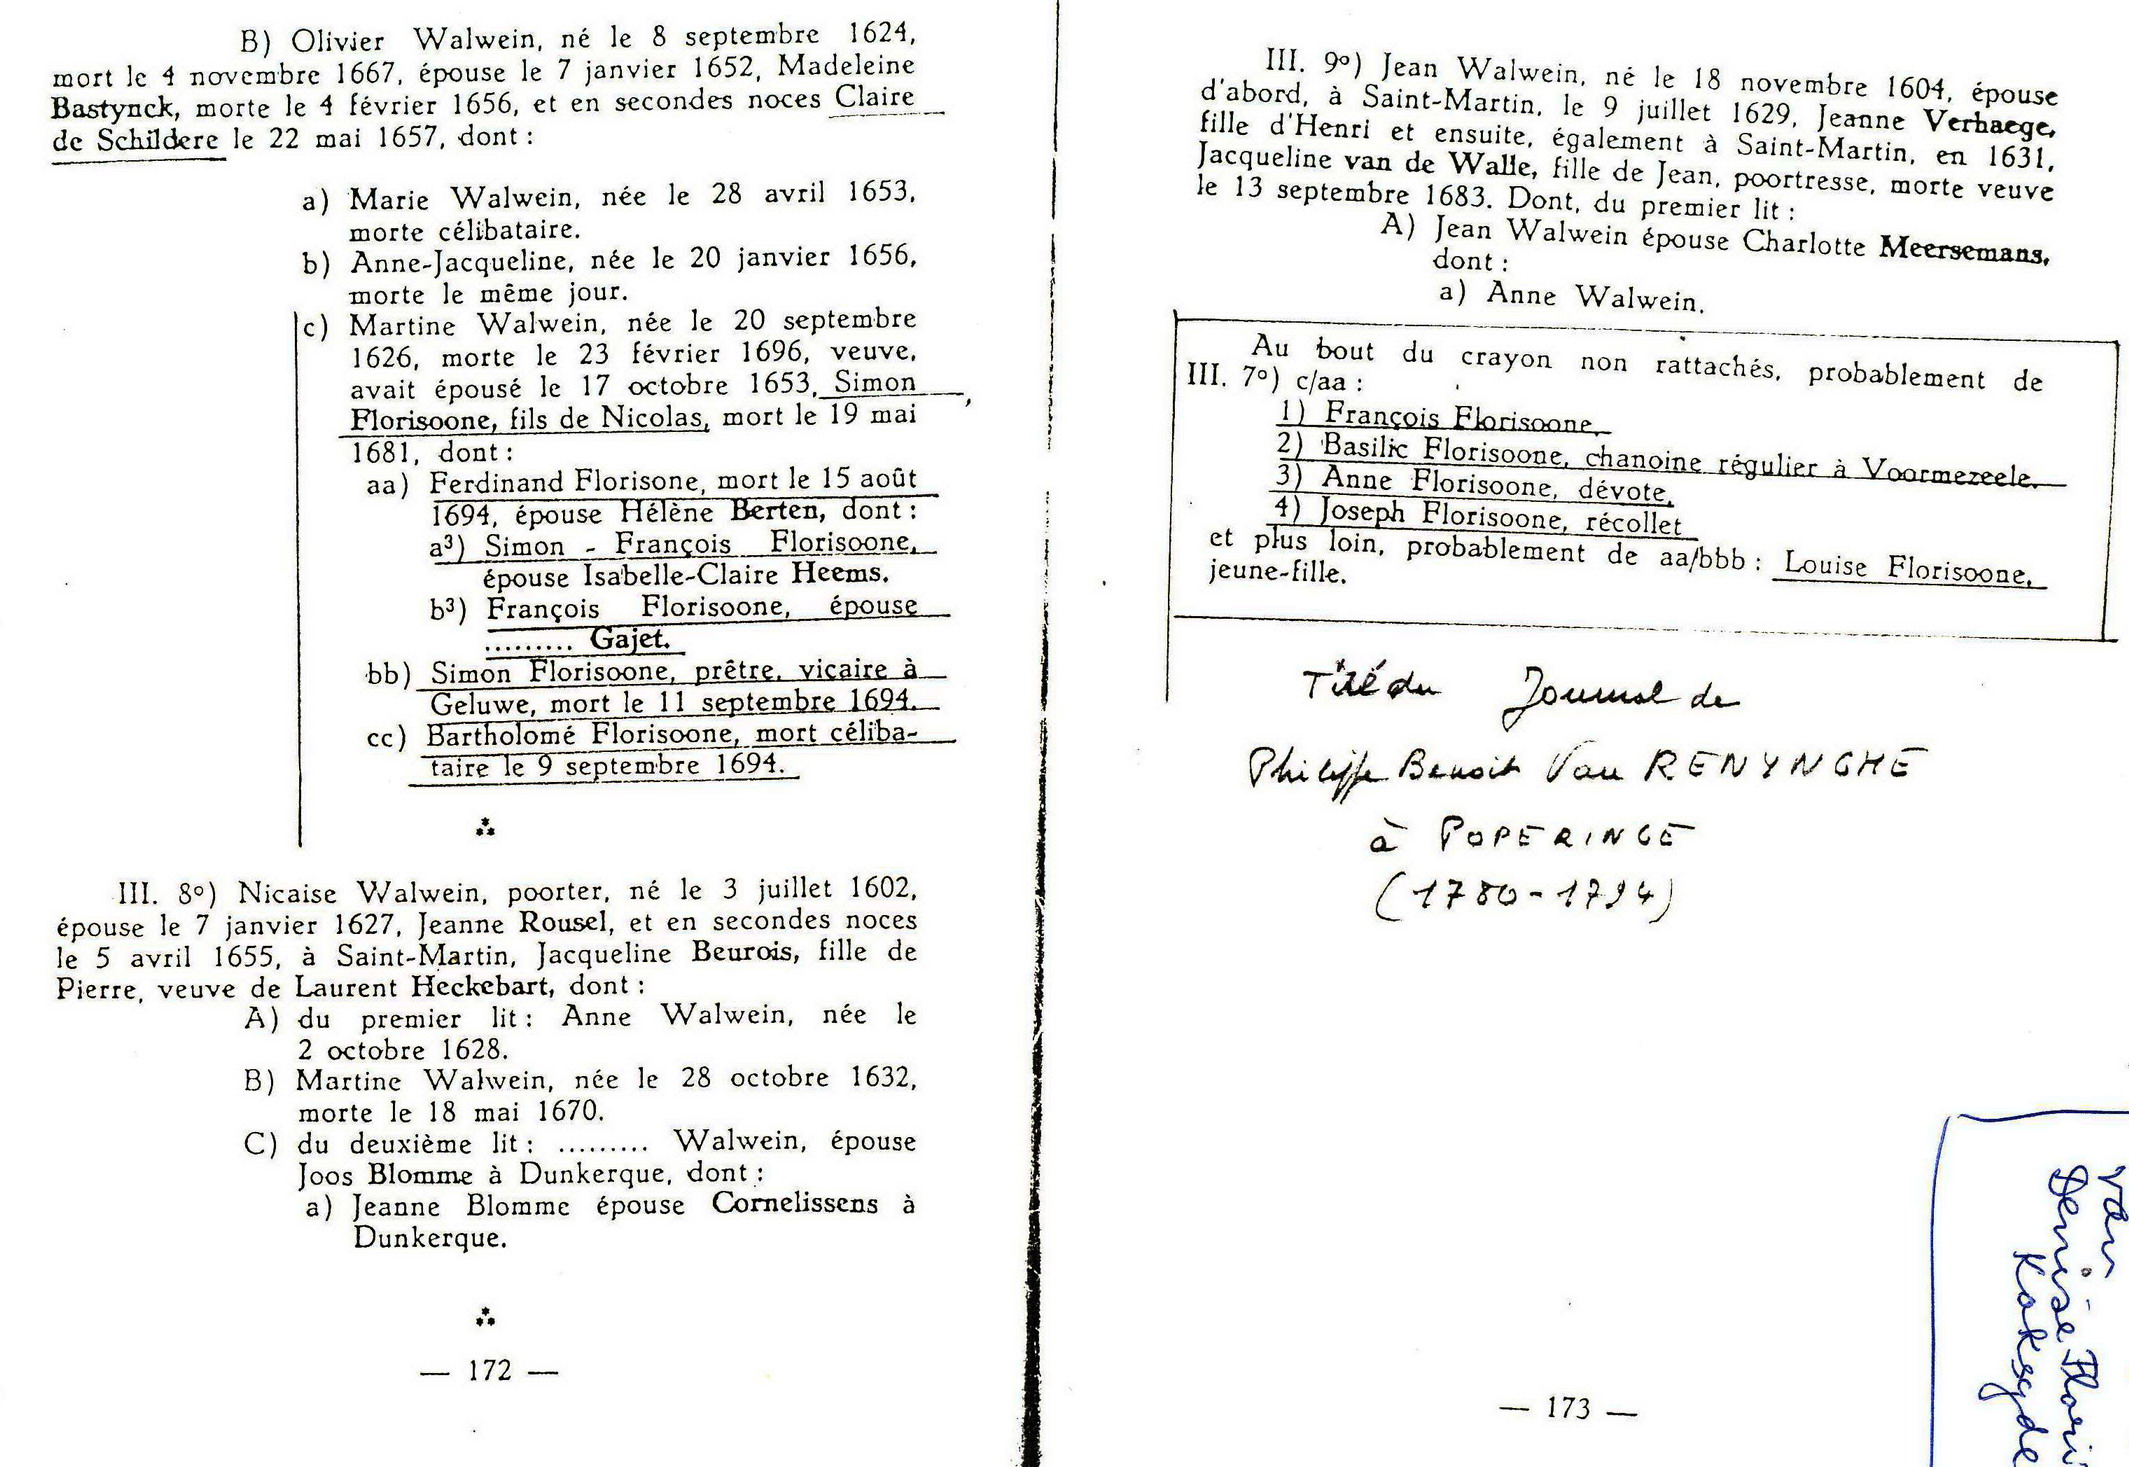 B) Olivier Walwein, né le 8 septembre 1624,
mort le 4 novembre 1667, épouse le 7 janvier 1652, Madeleine
Bastynck, morte le 4 février 1656, et en secondes noces Claire
de Schildere le 22 mai 1657, dont :
a) Marie Walwein, née le 28 avril 1653,
morte célibataire.
b) Anne-Jacqueline, née le 20 janvier 1656,
morte le même jour.
c) Martine Walwein, née le 20 septembre
1626, morte le 23 février 1696, veuve,
avait épousé le 17 octobre 1653, Simon
Florisoone, fils de Nicolas, mort le 19 mai
1681, dont :
aa) Ferdinand Florisone, mort le 15 août
1694, épouse Hélène Berten, dont :
a³) Simon - François Florisoone,
épouse Isabelle-Claire Heems.
b³) François Florisoone, épouse
......... Gajet.
bb) Simon Florisoone, prêtre, vicaire à
Geluwe, mort le 11 septembre 1694.
cc) Bartholomé Florisoone, mort céliba-
taire le 9 septembre 1694.
III. 8º) Nicaise Walwein, poorter, né le 3 juillet 1602,
épouse le 7 janvier 1627, Jeanne Rousel, et en secondes noces
le 5 avril 1655, à Saint-Martin, Jacqueline Beurois, fille de
Pierre, veuve de Laurent Heckebart, dont :
A) du premier lit : Anne Walwein, née le
2 octobre 1628.
B) Martine Walwein, née le 28 octobre 1632,
morte le 18 mai 1670.
C) du deuxième lit : ......... Walwein, épouse
Joos Blomme à Dunkerque, dont :
a) Jeanne Blomme épouse Cornelissens à
Dunkerque.
— 172 —
III. 9º) Jean Walwein, né le 18 novembre 1604, épouse
d'abord, à Saint-Martin, le 9 juillet 1629, Jeanne Verhaege,
fille d'Henri et ensuite, également à Saint-Martin, en 1631,
Jacqueline van de Walle, fille de Jean, poortresse, morte veuve
le 13 septembre 1683. Dont, du premier lit :
A) Jean Walwein épouse Charlotte Meersemans,
dont :
a) Anne Walwein.
Au bout du crayon non rattachés, probablement de
III. 7º) c/aa :
1) François Florisoone,
2) Basilic Florisoone, chanoine régulier à Voormezeele.
3) Anne Florisoone, dévote,
4) Joseph Florisoone, récollet
et plus loin, probablement de aa/bbb : Louise Florisoone,
jeune-fille.
Tiré du Journal de
Philippe Benoit Van RENYNGHE
à POPERINGE
(1780-1794)
— 173 —
van
Denise Flori
Koksyde